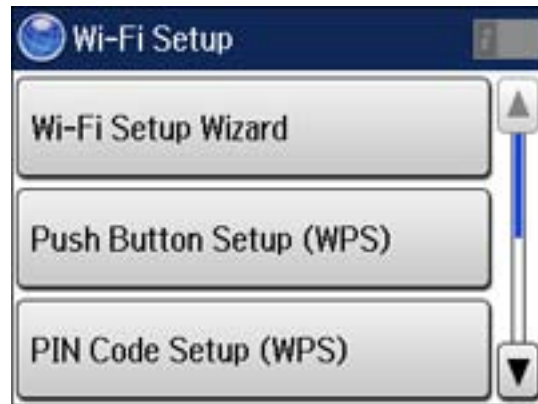 Wi-Fi Setup
Wi-Fi Setup Wizard
Push Button Setup (WPS)
PIN Code Setup (WPS)